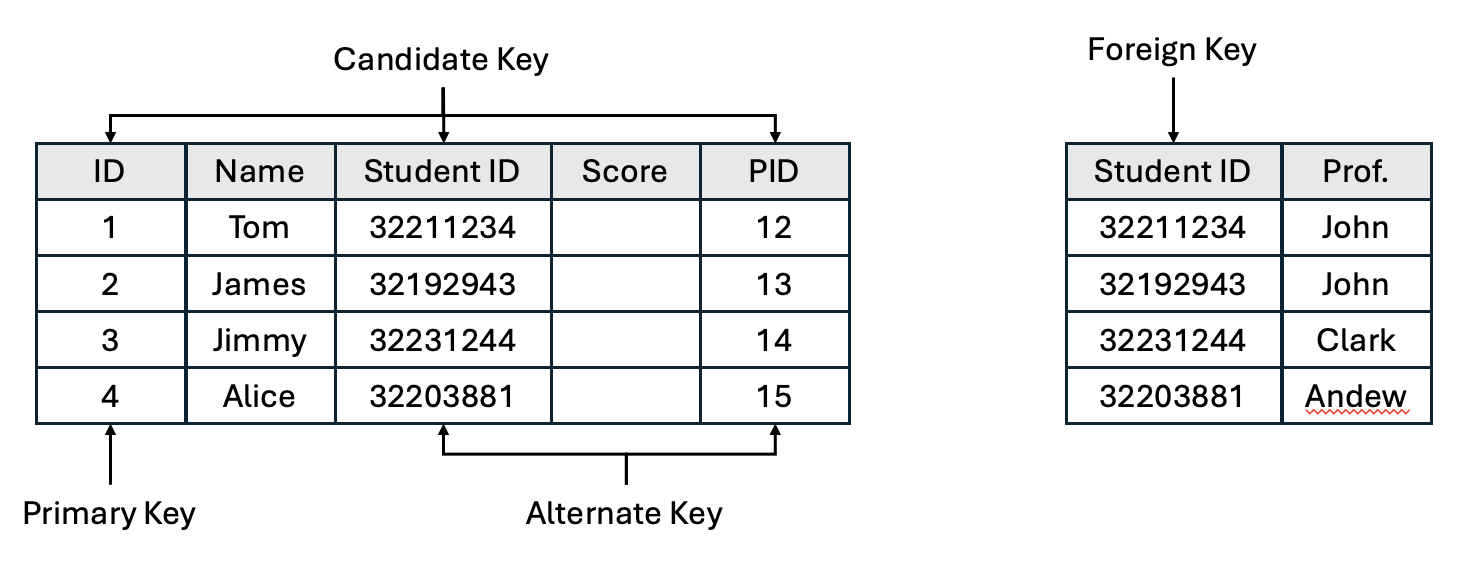 Candidate Key
Foreign Key
ID Name Student ID Score PID
1 Tom 32211234 12
2 James 32192943 13
3 Jimmy 32231244 14
4 Alice 32203881 15
Student ID Prof.
32211234 John
32192943 John
32231244 Clark
32203881 Andew
Primary Key
Alternate Key